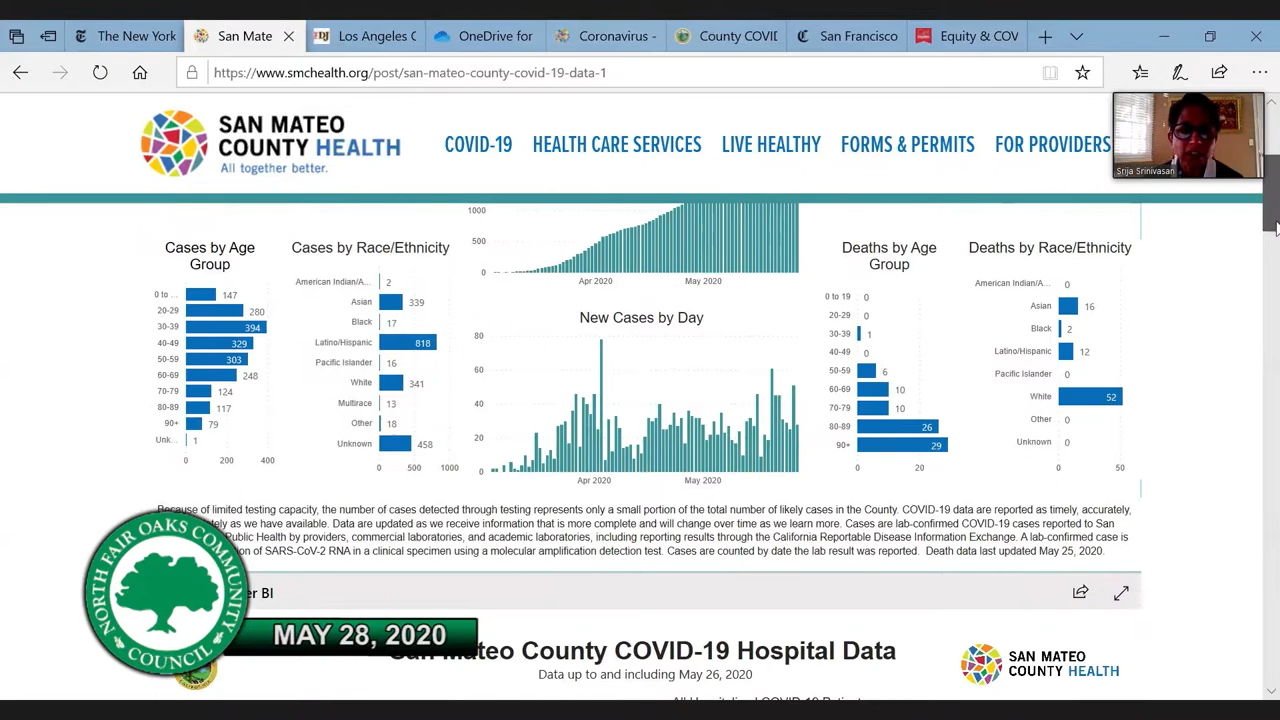 The New York
San Mate
Los Angeles C
OneDrive for
Coronavirus -
County COVID
San Francisco
Equity & COV
https://www.smchealth.org/post/san-mateo-county-covid-19-data-1
SAN MATEO
COUNTY HEALTH
All together better.
COVID-19
HEALTH CARE SERVICES
LIVE HEALTHY
FORMS & PERMITS
FOR PROVIDERS
Srija Srinivasan
1000
500
0
Apr 2020
May 2020
Cases by Age
Group
0 to ... 147
20-29 280
30-39 394
40-49 329
50-59 303
60-69 248
70-79 124
80-89 117
90+ 79
Unk... 1
0 200 400
Cases by Race/Ethnicity
American Indian/A... 2
Asian 339
Black 17
Latino/Hispanic 818
Pacific Islander 16
White 341
Multirace 13
Other 18
Unknown 458
0 500 1000
New Cases by Day
80
60
40
20
0
Apr 2020
May 2020
Deaths by Age
Group
0 to 19 0
20-29 0
30-39 1
40-49 0
50-59 6
60-69 10
70-79 10
80-89 26
90+ 29
0 20
Deaths by Race/Ethnicity
American Indian/A... 0
Asian 16
Black 2
Latino/Hispanic 12
Pacific Islander 0
White 52
Other 0
Unknown 0
0 50
Because of limited testing capacity, the number of cases detected through testing represents only a small portion of the total number of likely cases in the County. COVID-19 data are reported as timely, accurately,
as we have available. Data are updated as we receive information that is more complete and will change over time as we learn more. Cases are lab-confirmed COVID-19 cases reported to San
Public Health by providers, commercial laboratories, and academic laboratories, including reporting results through the California Reportable Disease Information Exchange. A lab-confirmed case is
of SARS-CoV-2 RNA in a clinical specimen using a molecular amplification detection test. Cases are counted by date the lab result was reported. Death data last updated May 25, 2020.
BI
NORTH FAIR OAKS COMMUNITY
COUNCIL
MAY 28, 2020
San Mateo County COVID-19 Hospital Data
Data up to and including May 26, 2020
SAN MATEO
COUNTY HEALTH